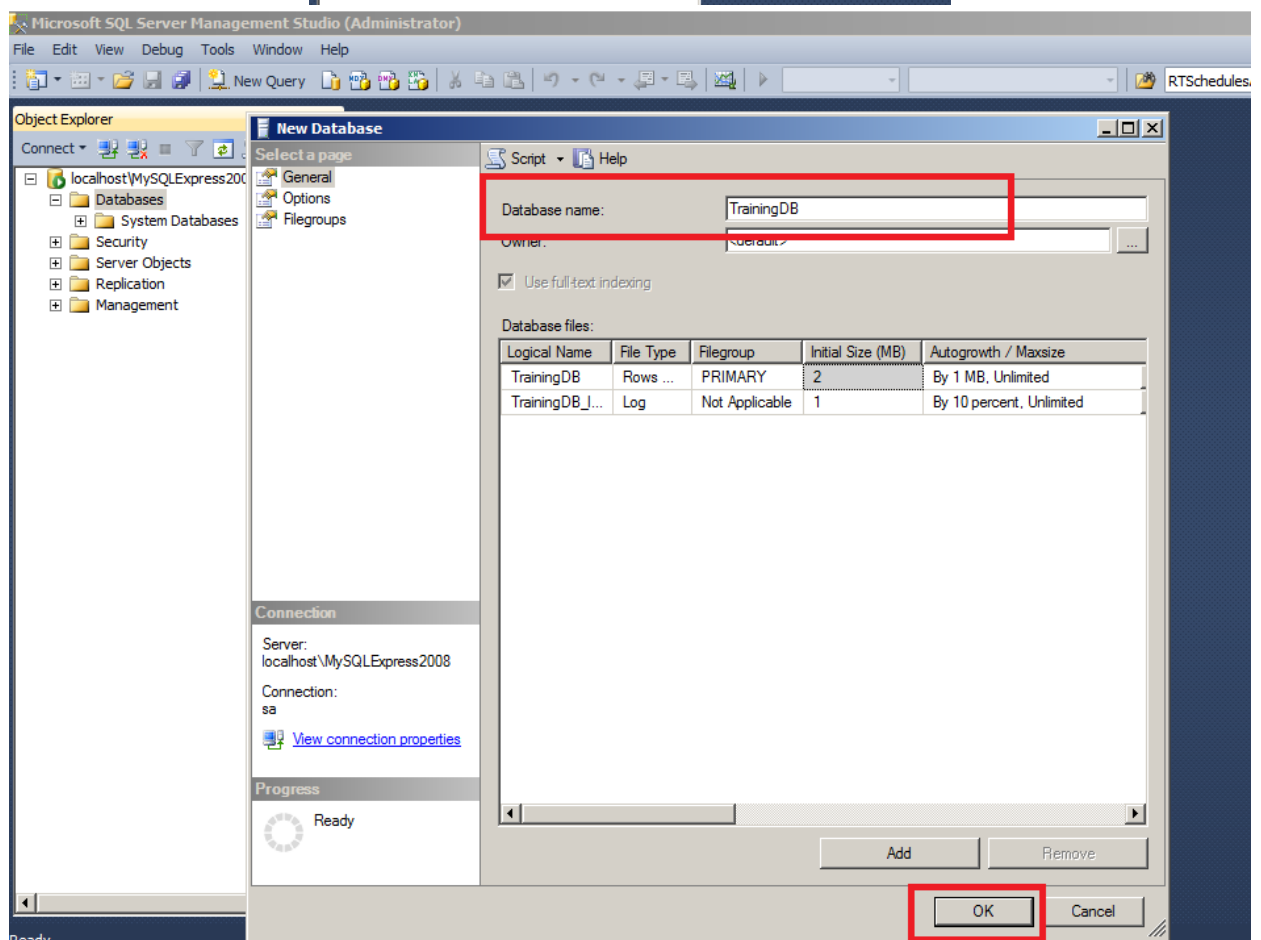 Microsoft SQL Server Management Studio (Administrator)
File Edit View Debug Tools Window Help
New Query
RTSchedules
Object Explorer
Connect
localhost\MySQLExpress200
Databases
System Databases
Security
Server Objects
Replication
Management
New Database
Select a page
General
Options
Filegroups
Script Help
Database name: TrainingDB
Owner: <default> ...
Use full-text indexing
Database files:
Logical Name File Type Filegroup Initial Size (MB) Autogrowth / Maxsize
TrainingDB Rows ... PRIMARY 2 By 1 MB, Unlimited
TrainingDB_l... Log Not Applicable 1 By 10 percent, Unlimited
Connection
Server:
localhost\MySQLExpress2008
Connection:
sa
View connection properties
Progress
Ready
Add Remove
OK Cancel
Ready